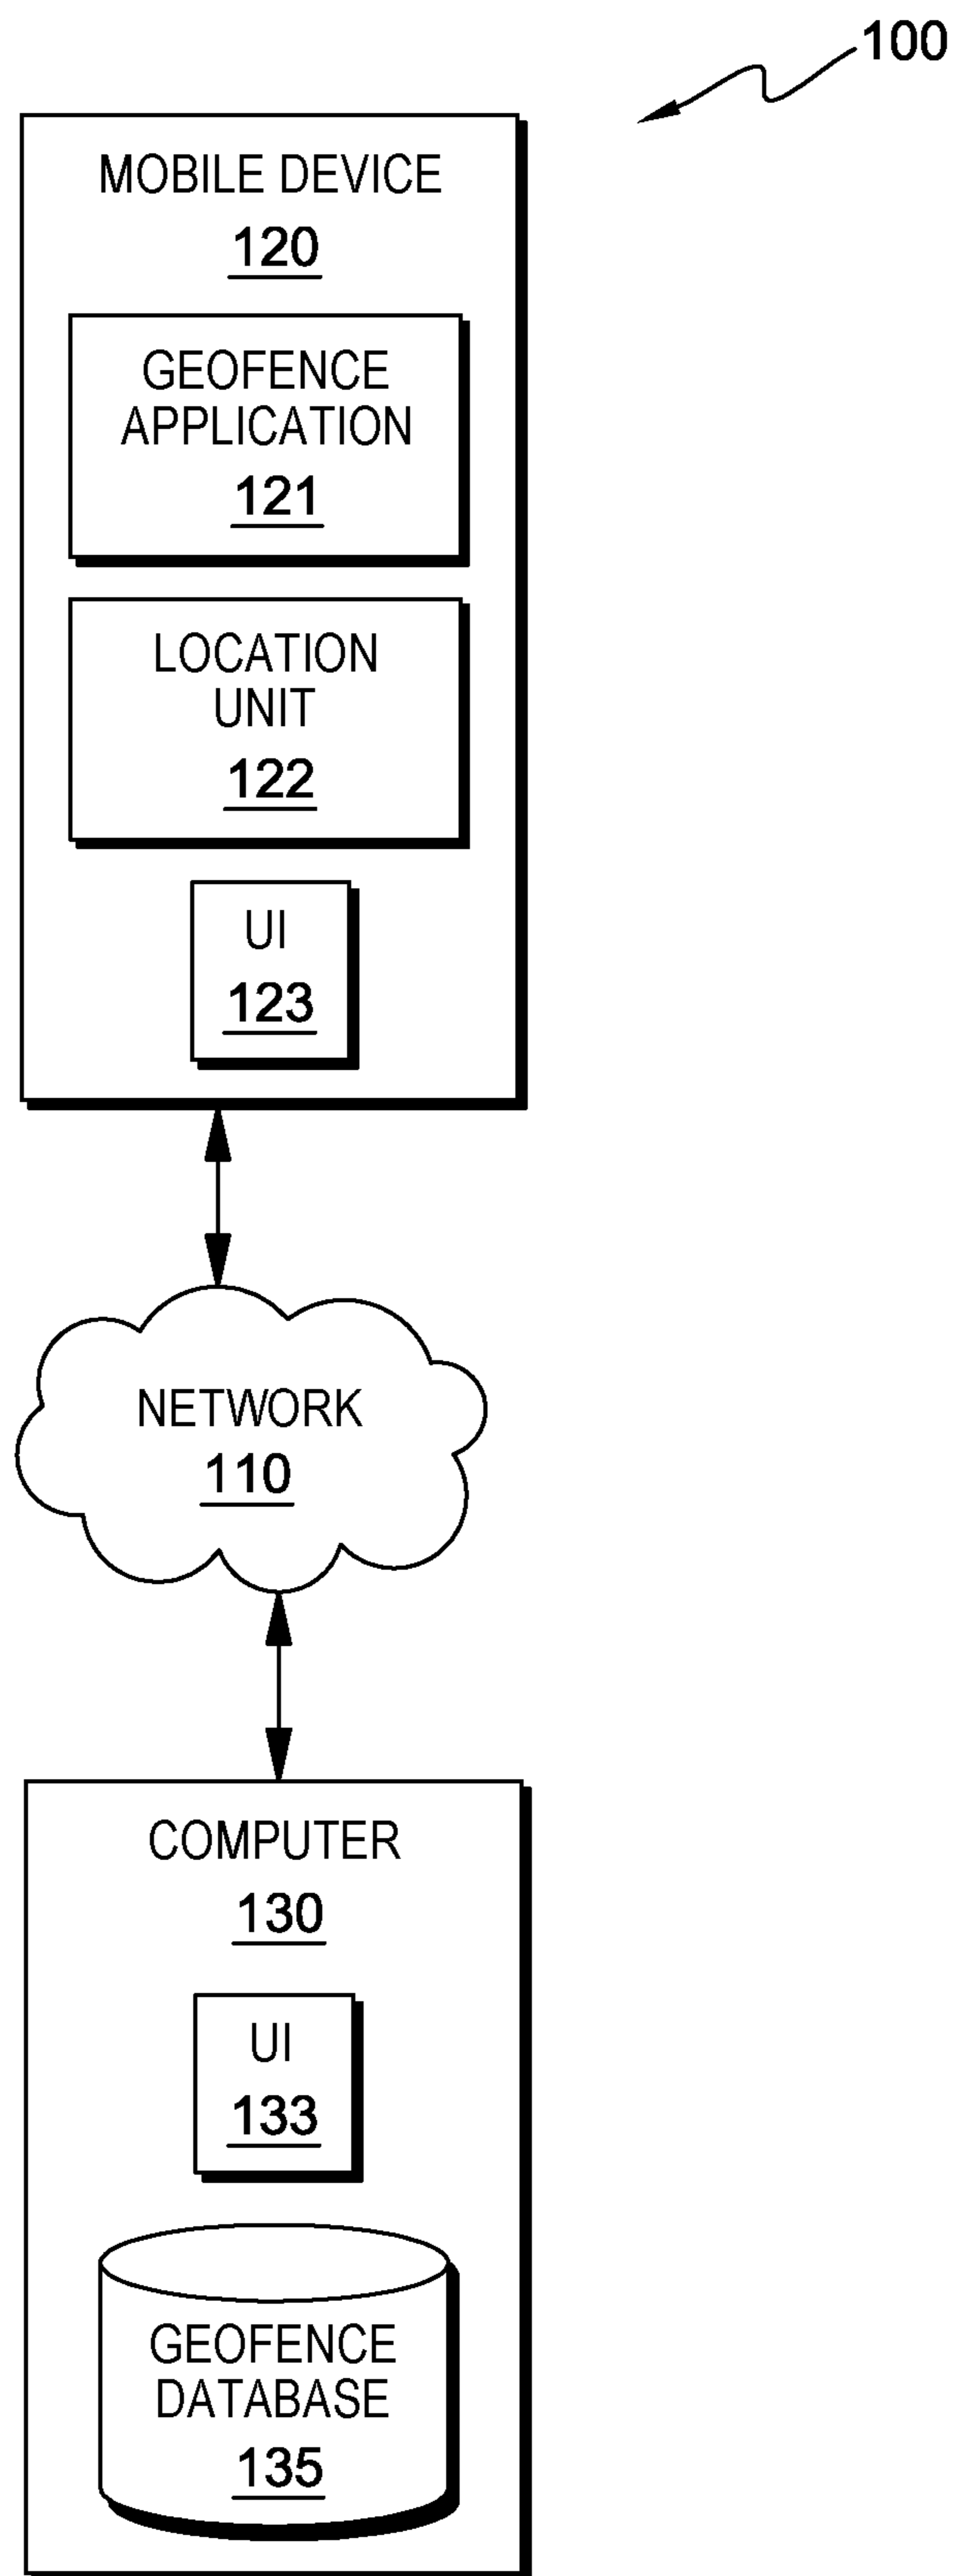 100
MOBILE DEVICE
120
GEOFENCE
APPLICATION
121
LOCATION
UNIT
122
UI
123
NETWORK
110
COMPUTER
130
UI
133
GEOFENCE
DATABASE
135